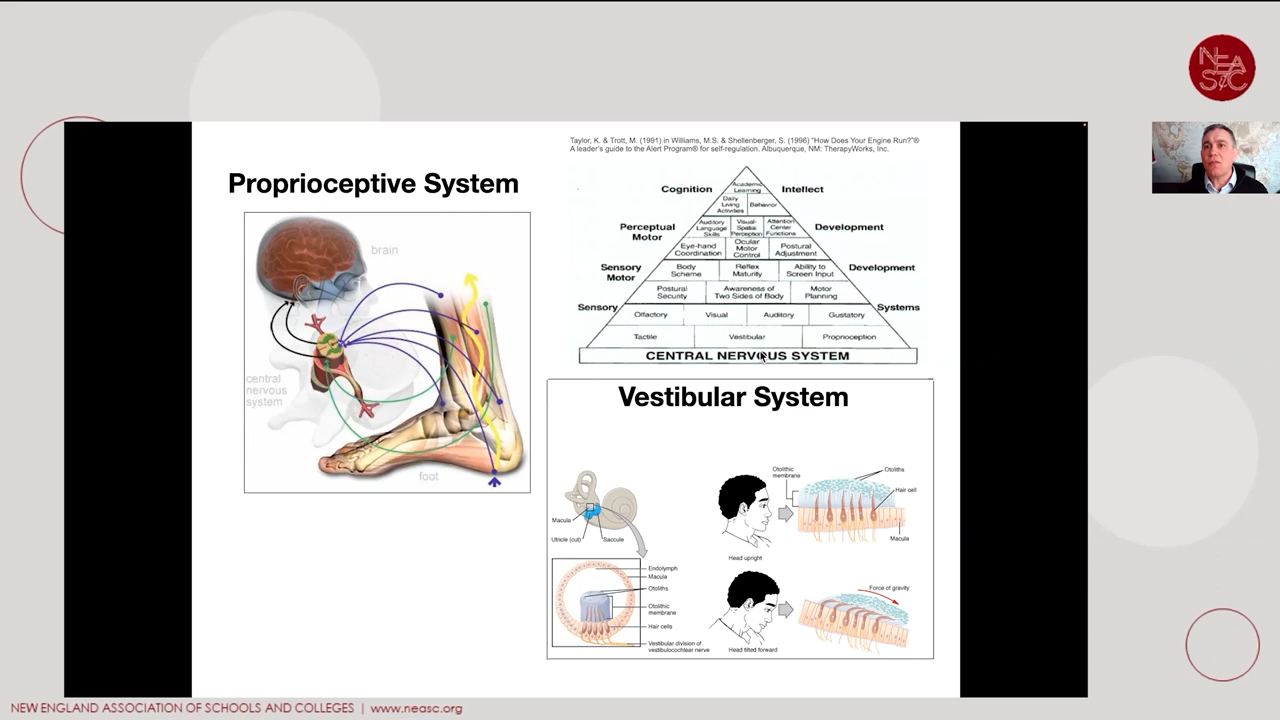 NEASC
Taylor, K. & Trott, M. (1991) in Williams, M.S. & Shellenberger, S. (1996) "How Does Your Engine Run?"®
A leader's guide to the Alert Program® for self-regulation. Albuquerque, NM: TherapyWorks, Inc.
Proprioceptive System
brain
central
nervous
system
foot
Cognition
Academic
Learning
Intellect
Daily
Living
Activities
Behavior
Perceptual
Motor
Auditory
Language
Skills
Visual-
Spatial
Perception
Attention
Center
Functions
Development
Eye-hand
Coordination
Ocular
Motor
Control
Postural
Adjustment
Sensory
Motor
Body
Scheme
Reflex
Maturity
Ability to
Screen Input
Development
Postural
Security
Awareness of
Two Sides of Body
Motor
Planning
Sensory
Systems
Olfactory
Visual
Auditory
Gustatory
Tactile
Vestibular
Proprioception
CENTRAL NERVOUS SYSTEM
Vestibular System
Macula
Utricle (cut)
Saccule
Endolymph
Macula
Otoliths
Otolithic
membrane
Hair cells
Vestibular division of
vestibulocochlear nerve
Otolithic
membrane
Otoliths
Hair cell
Macula
Head upright
Force of gravity
Head tilted forward
NEW ENGLAND ASSOCIATION OF SCHOOLS AND COLLEGES | www.neasc.org